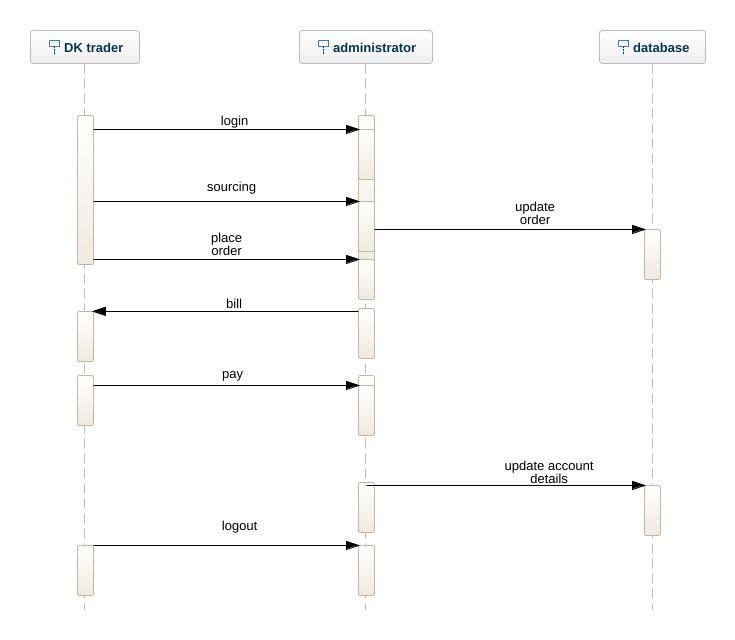 DK trader
administrator
database
login
sourcing
update
order
place
order
bill
pay
update account
details
logout